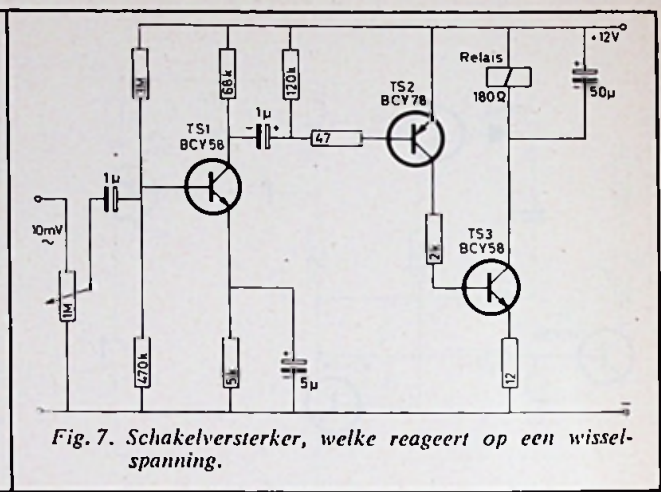 +12V
Relais
180Ω
+
50μ
1M
68k
120k
1μ
- +
47
TS2
BCY78
TS1
BCY58
1μ
10mV
~
1M
2k
TS3
BCY58
470k
5k
+
-
5μ
12
-
Fig. 7. Schakelversterker, welke reageert op een wissel-
spanning.